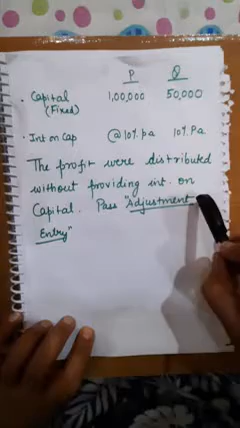 P Q
• Capital 1,00,000 50,000
(Fixed)
• Int on Cap @10% pa 10% Pa
The profit were distributed
without providing int. on
Capital. Pass "Adjustment
Entry"